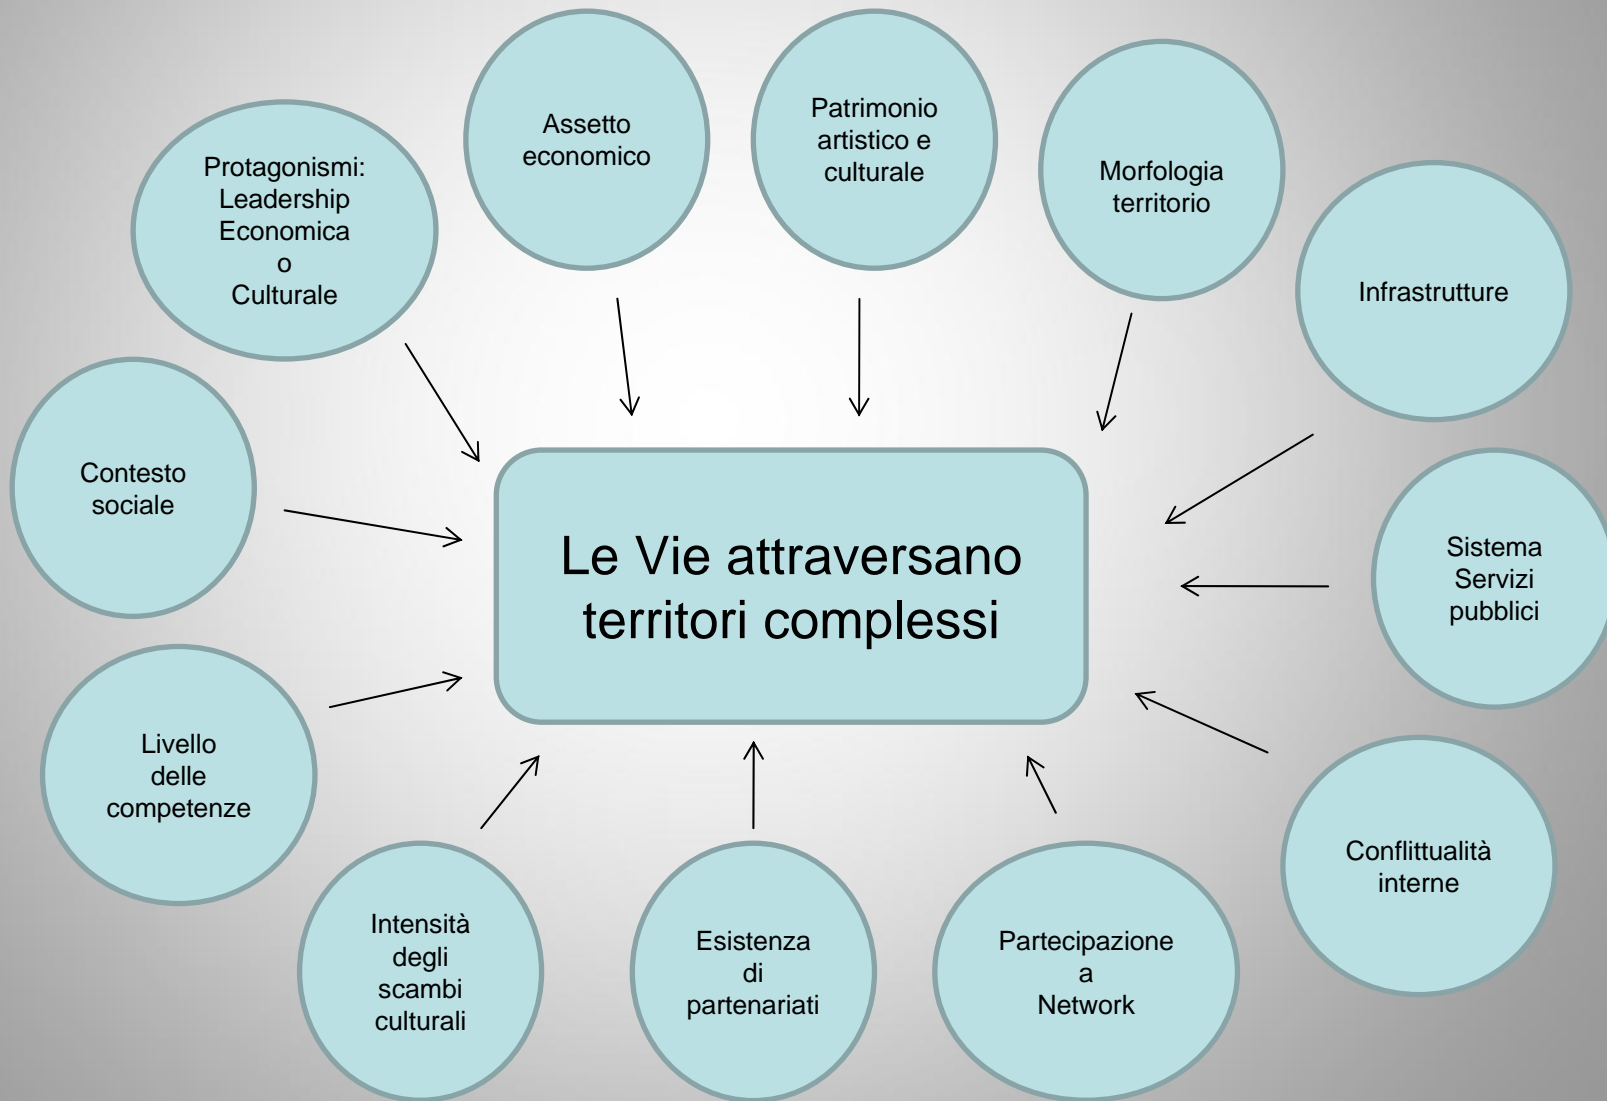 Assetto
economico
Patrimonio
artistico e
culturale
Morfologia
territorio
Protagonismi:
Leadership
Economica
o
Culturale
Infrastrutture
Contesto
sociale
Le Vie attraversano
territori complessi
Sistema
Servizi
pubblici
Livello
delle
competenze
Conflittualità
interne
Intensità
degli
scambi
culturali
Esistenza
di
partenariati
Partecipazione
a
Network